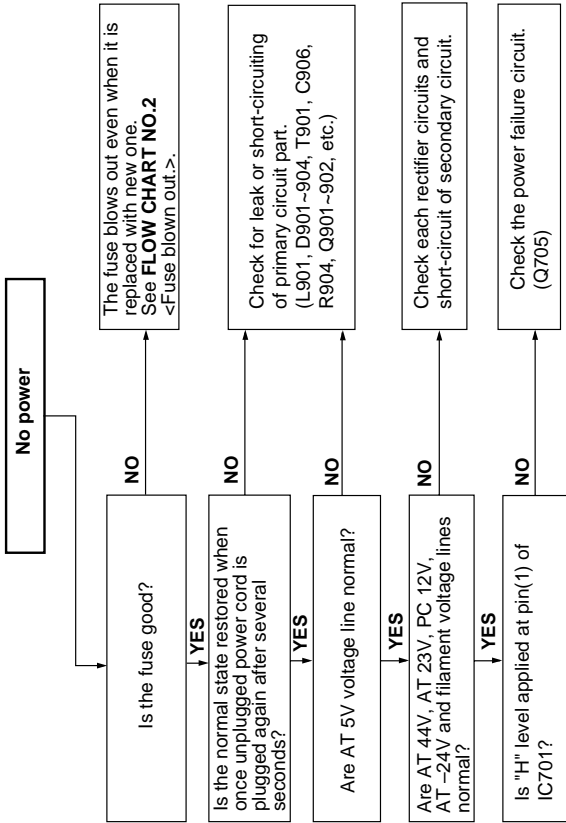 No power
Is the fuse good?
NO
The fuse blows out even when it is
replaced with new one.
See FLOW CHART NO.2
<Fuse blown out.>.
YES
Is the normal state restored when
once unplugged power cord is
plugged again after several
seconds?
NO
Check for leak or short-circuiting
of primary circuit part.
(L901, D901~904, T901, C906,
R904, Q901~902, etc.)
YES
Are AT 5V voltage line normal?
NO
YES
Are AT 44V, AT 23V, PC 12V,
AT –24V and filament voltage lines
normal?
NO
Check each rectifier circuits and
short-circuit of secondary circuit.
YES
Is "H" level applied at pin(1) of
IC701?
NO
Check the power failure circuit.
(Q705)